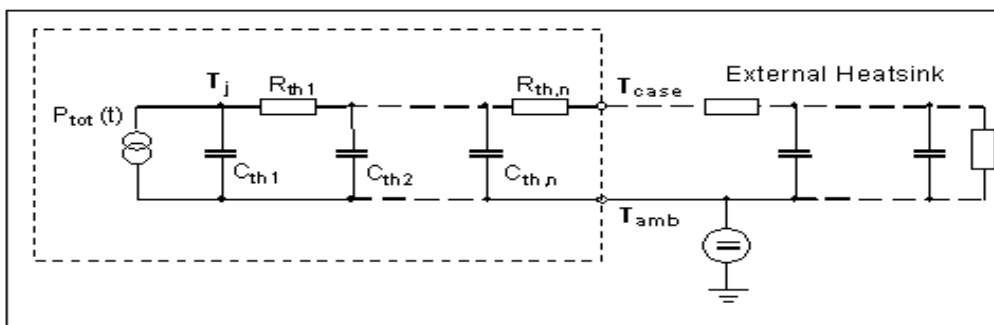 External Heatsink
T_j
R_th1
R_th,n
T_case
P_tot (t)
C_th1
C_th2
C_th,n
T_amb